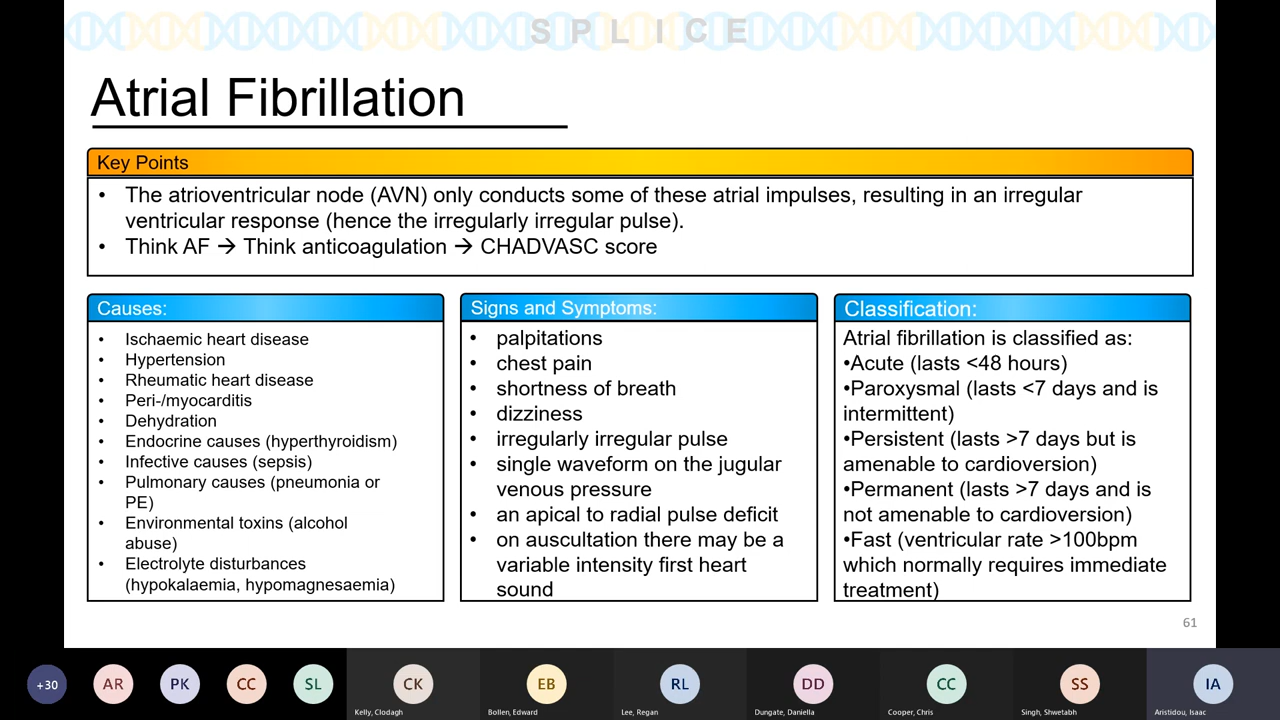 S P L I C E
Atrial Fibrillation
Key Points
• The atrioventricular node (AVN) only conducts some of these atrial impulses, resulting in an irregular
ventricular response (hence the irregularly irregular pulse).
• Think AF → Think anticoagulation → CHADVASC score
Causes:
• Ischaemic heart disease
• Hypertension
• Rheumatic heart disease
• Peri-/myocarditis
• Dehydration
• Endocrine causes (hyperthyroidism)
• Infective causes (sepsis)
• Pulmonary causes (pneumonia or
PE)
• Environmental toxins (alcohol
abuse)
• Electrolyte disturbances
(hypokalaemia, hypomagnesaemia)
Signs and Symptoms:
• palpitations
• chest pain
• shortness of breath
• dizziness
• irregularly irregular pulse
• single waveform on the jugular
venous pressure
• an apical to radial pulse deficit
• on auscultation there may be a
variable intensity first heart
sound
Classification:
Atrial fibrillation is classified as:
•Acute (lasts <48 hours)
•Paroxysmal (lasts <7 days and is
intermittent)
•Persistent (lasts >7 days but is
amenable to cardioversion)
•Permanent (lasts >7 days and is
not amenable to cardioversion)
•Fast (ventricular rate >100bpm
which normally requires immediate
treatment)
61
+30 AR PK CC SL CK EB RL DD CC SS IA
Kelly, Clodagh Bollen, Edward Lee, Regan Dungate, Daniella Cooper, Chris Singh, Shwetabh Aristidou, Isaac